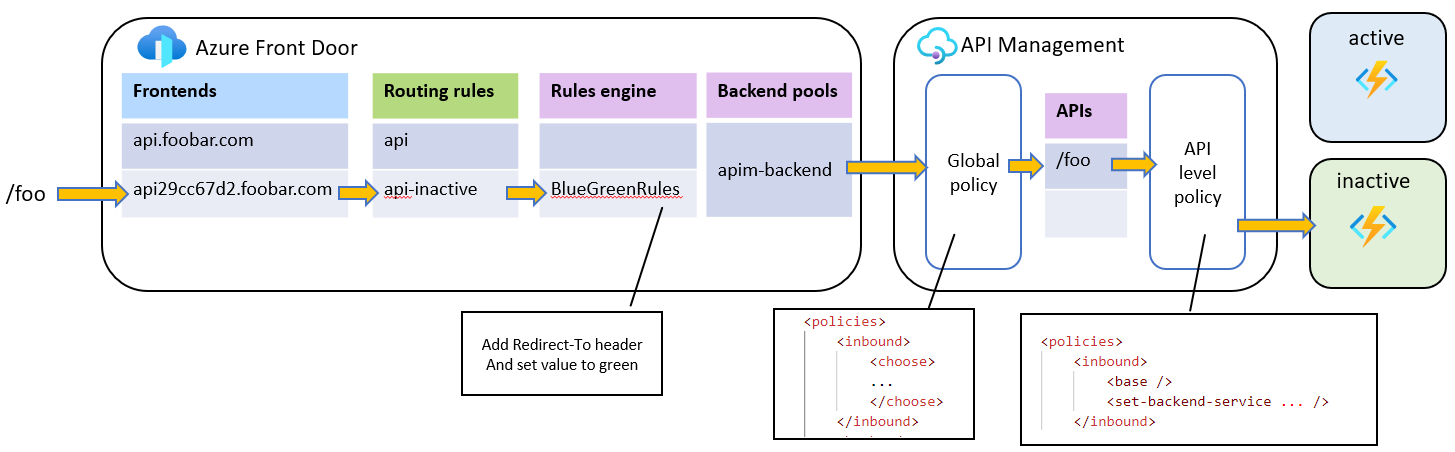 Azure Front Door
Frontends
Routing rules
Rules engine
Backend pools
api.foobar.com
api
/foo
api29cc67d2.foobar.com
api-inactive
BlueGreenRules
apim-backend
Add Redirect-To header
And set value to green
API Management
Global
policy
APIs
/foo
API
level
policy
active
inactive
<policies>
<inbound>
<choose>
...
</choose>
</inbound>
<policies>
<inbound>
<base />
<set-backend-service ... />
</inbound>